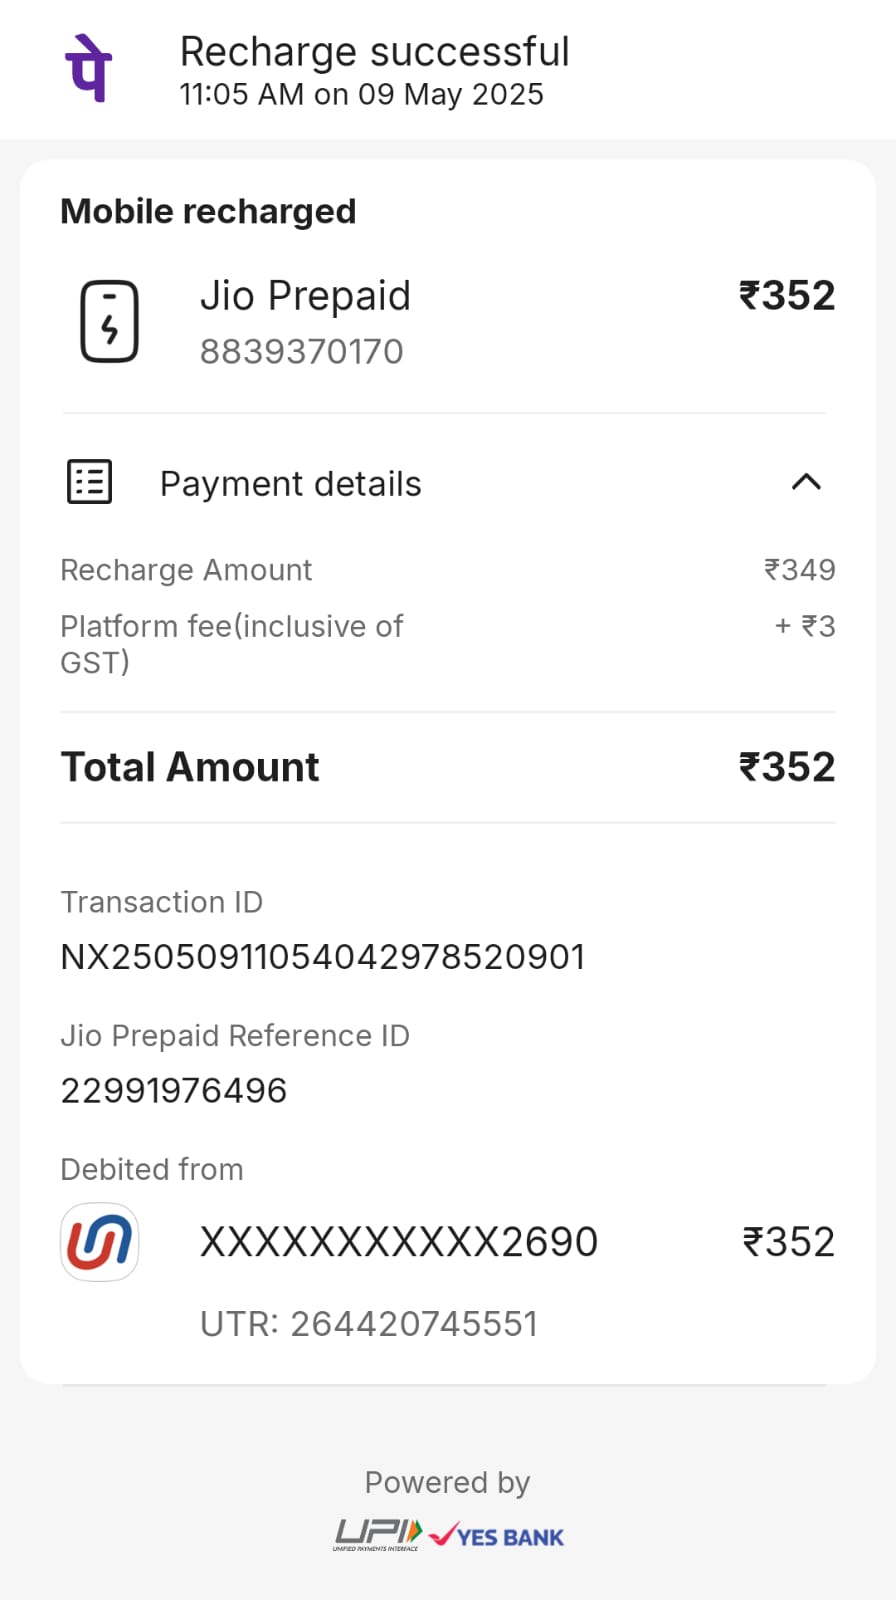 पे
Recharge successful
11:05 AM on 09 May 2025
Mobile recharged
Jio Prepaid ₹352
8839370170
Payment details
Recharge Amount ₹349
Platform fee(inclusive of + ₹3
GST)
Total Amount ₹352
Transaction ID
NX25050911054042978520901
Jio Prepaid Reference ID
22991976496
Debited from
XXXXXXXXXXX2690 ₹352
UTR: 264420745551
Powered by
UPI YES BANK
UNIFIED PAYMENTS INTERFACE